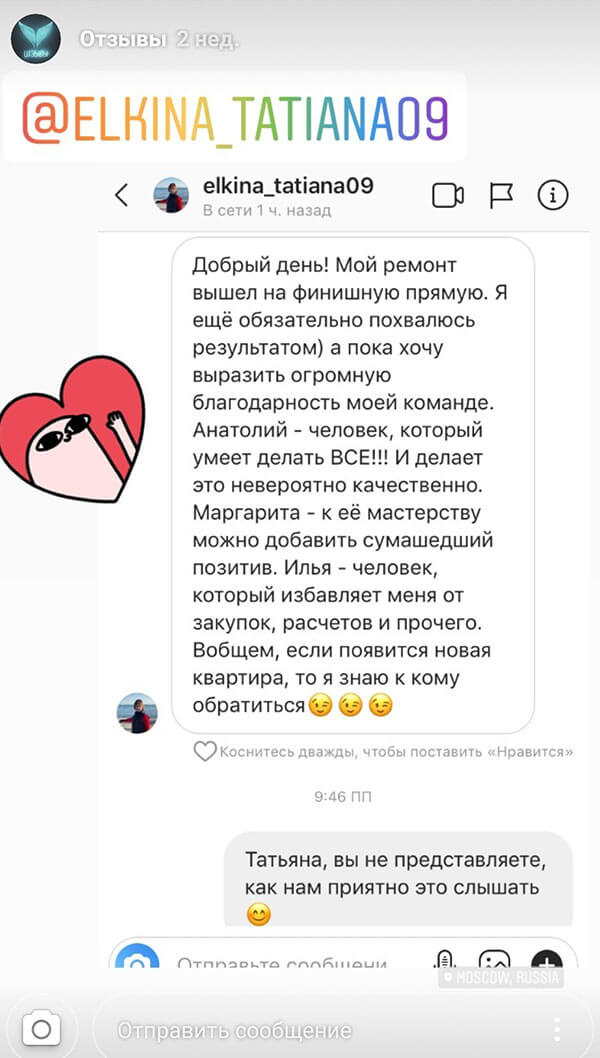 Отзывы 2 нед.
@ELKINA_TATIANA09
elkina_tatiana09
В сети 1 ч. назад
Добрый день! Мой ремонт
вышел на финишную прямую. Я
ещё обязательно похвалюсь
результатом) а пока хочу
выразить огромную
благодарность моей команде.
Анатолий - человек, который
умеет делать ВСЕ!!! И делает
это невероятно качественно.
Маргарита - к её мастерству
можно добавить сумашедший
позитив. Илья - человек,
который избавляет меня от
закупок, расчетов и прочего.
Вобщем, если появится новая
квартира, то я знаю к кому
обратиться😉😉😉
Коснитесь дважды, чтобы поставить «Нравится»
9:46 ПП
Татьяна, вы не представляете,
как нам приятно это слышать
😊
Отправьте сообщени
MOSCOW, RUSSIA
Отправить сообщение